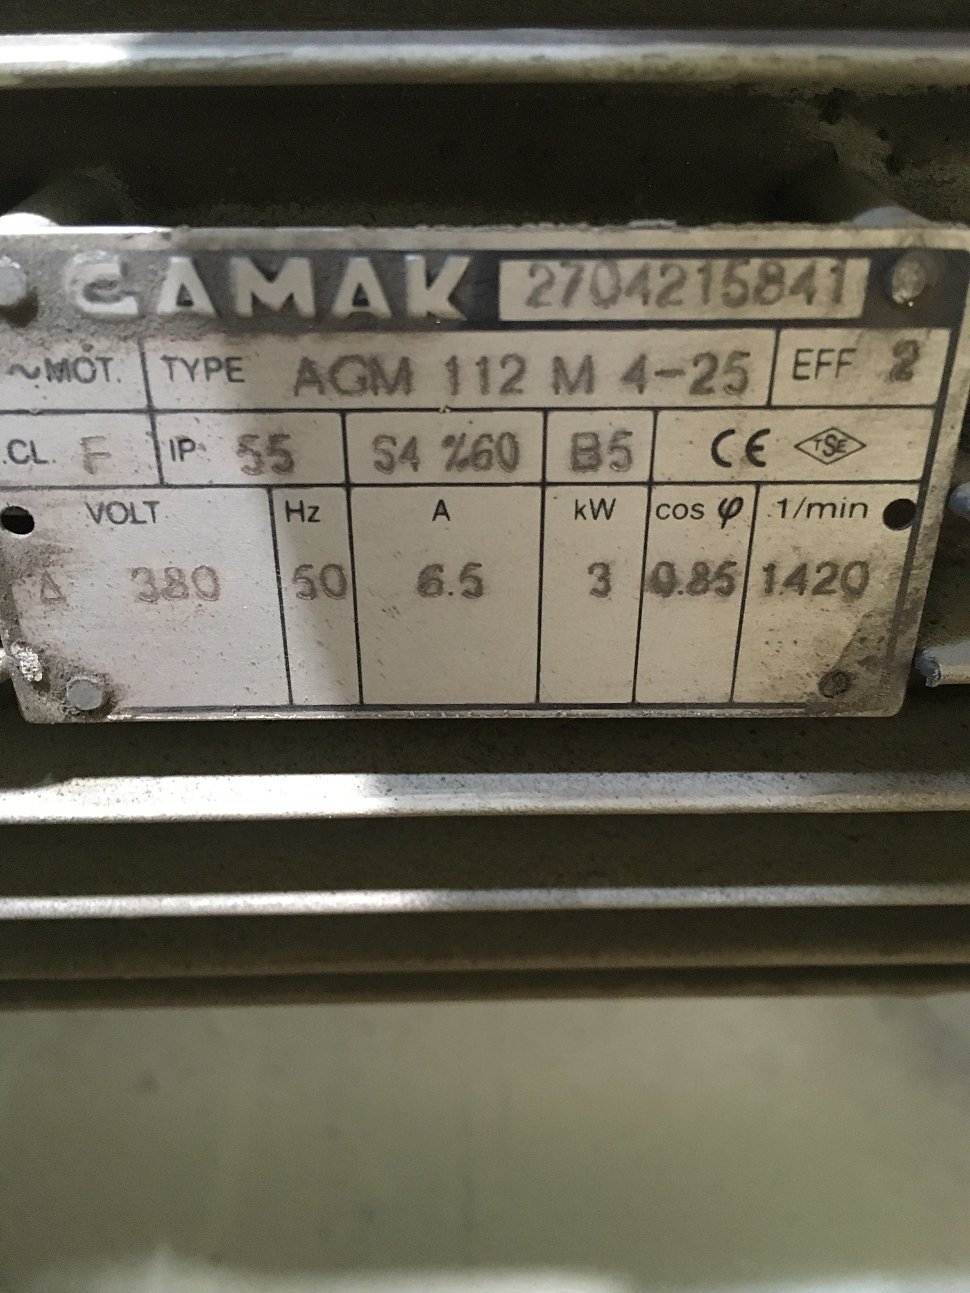 GAMAK 2704215841
~MOT. TYPE AGM 112 M 4-25 EFF 2
.CL. F IP 55 S4 %60 B5 CE TSE
VOLT Hz A kW cos φ 1/min
Δ 380 50 6.5 3 0.85 1420